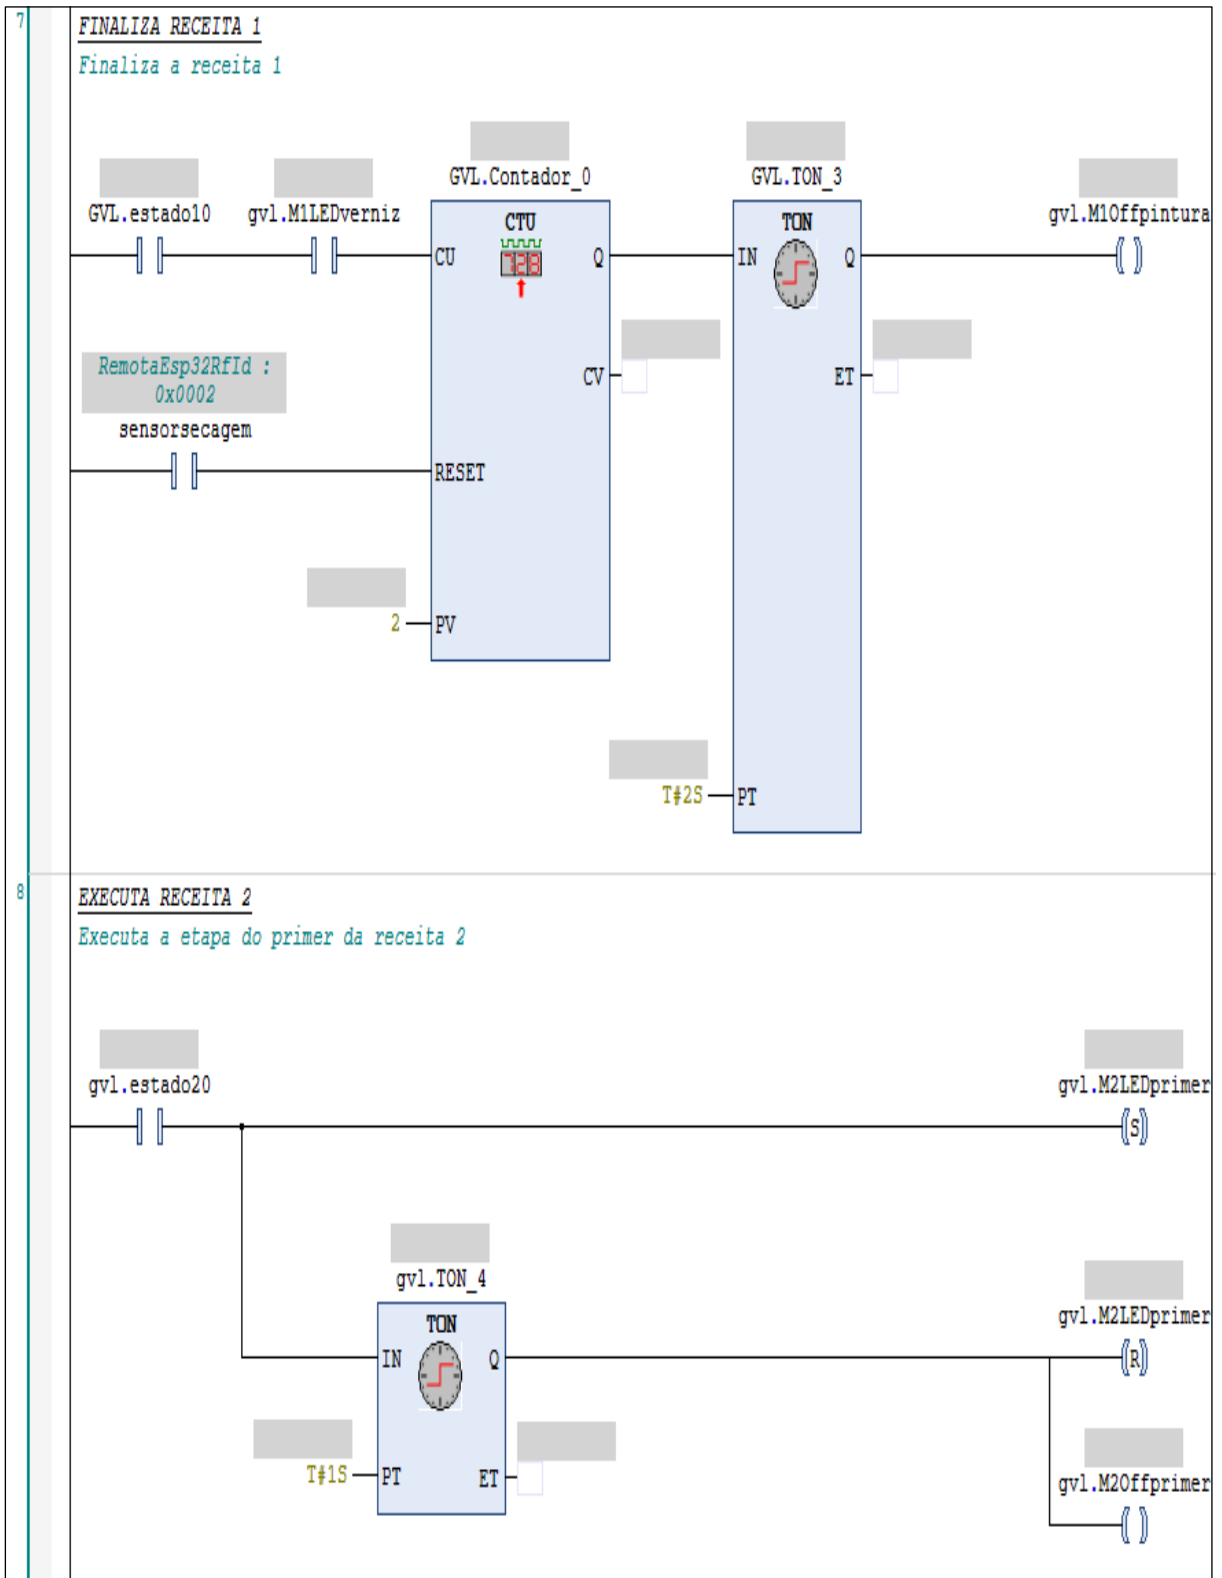 7
FINALIZA RECEITA 1
Finaliza a receita 1
GVL.Contador_0
GVL.TON_3
GVL.estado10
gvl.M1LEDverniz
gvl.M1Offpintura
CTU
728
TON
CU
Q
IN
Q
RemotaEsp32RfId :
0x0002
sensorsecagem
CV
ET
RESET
2
PV
T#2S
PT
8
EXECUTA RECEITA 2
Executa a etapa do primer da receita 2
gvl.estado20
gvl.M2LEDprimer
S
gvl.TON_4
gvl.M2LEDprimer
TON
IN
Q
R
T#1S
PT
ET
gvl.M2Offprimer